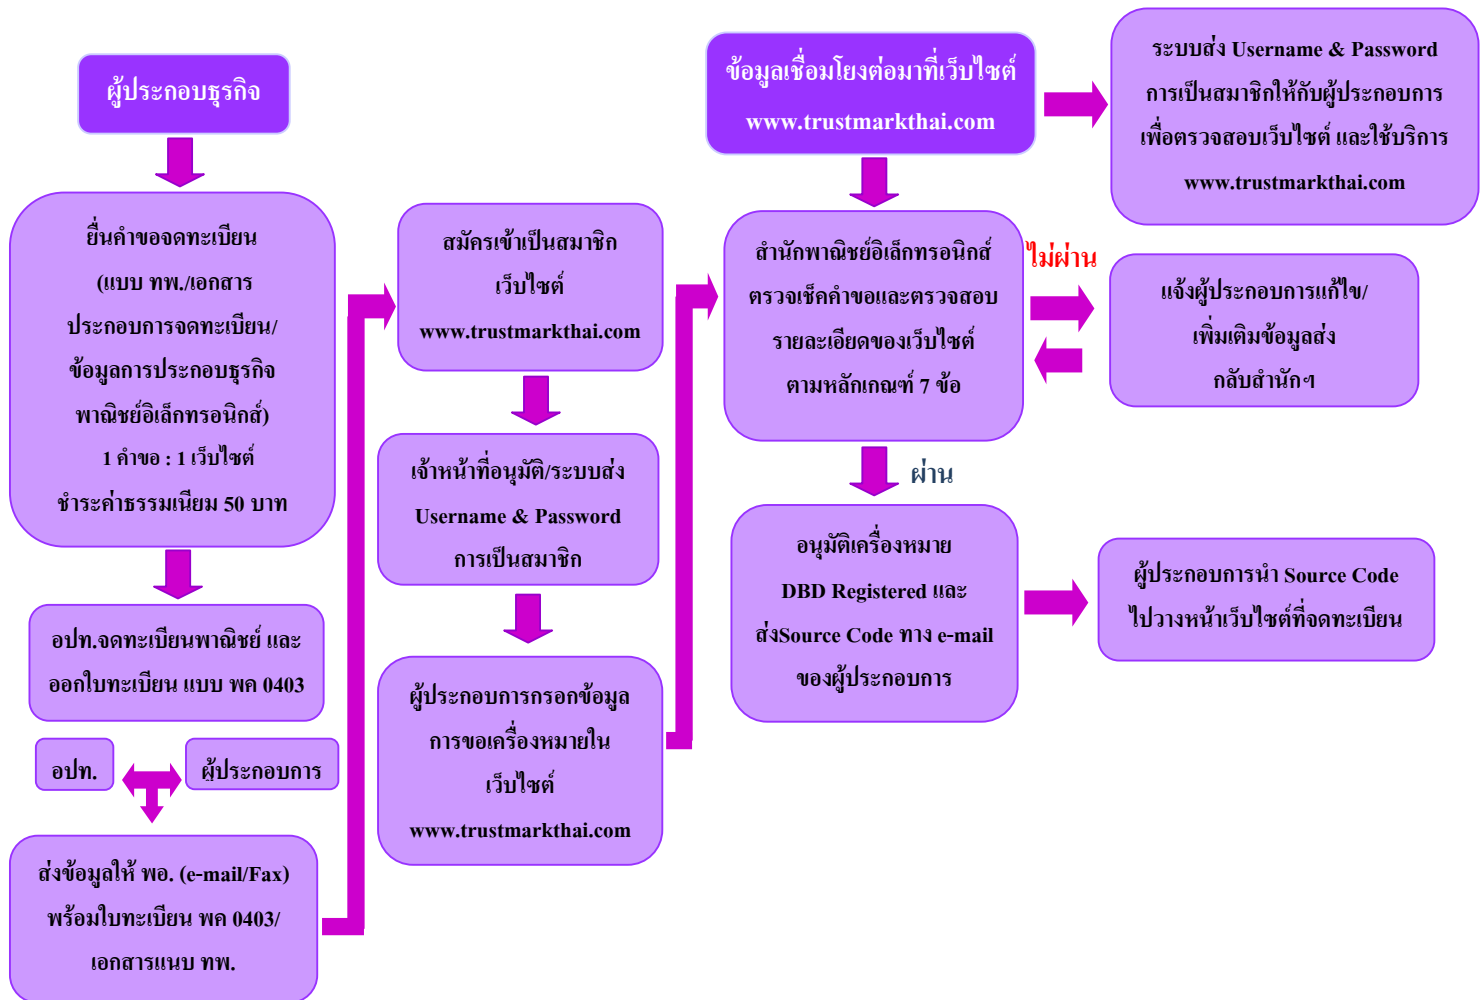 ผู้ประกอบธุรกิจ
ยื่นคำขอจดทะเบียน
(แบบ ทพ./เอกสาร
ประกอบการจดทะเบียน/
ข้อมูลการประกอบธุรกิจ
พาณิชย์อิเล็กทรอนิกส์)
1 คำขอ : 1 เว็บไซต์
ชำระค่าธรรมเนียม 50 บาท
อปท.จดทะเบียนพาณิชย์ และ
ออกใบทะเบียน แบบ พค 0403
อปท.
ผู้ประกอบการ
ส่งข้อมูลให้ พอ. (e-mail/Fax)
พร้อมใบทะเบียน พค 0403/
เอกสารแนบ ทพ.
สมัครเข้าเป็นสมาชิก
เว็บไซต์
www.trustmarkthai.com
เจ้าหน้าที่อนุมัติ/ระบบส่ง
Username & Password
การเป็นสมาชิก
ผู้ประกอบการกรอกข้อมูล
การขอเครื่องหมายใน
เว็บไซต์
www.trustmarkthai.com
ข้อมูลเชื่อมโยงต่อมาที่เว็บไซต์
www.trustmarkthai.com
สำนักพาณิชย์อิเล็กทรอนิกส์
ตรวจเช็คคำขอและตรวจสอบ
รายละเอียดของเว็บไซต์
ตามหลักเกณฑ์ 7 ข้อ
ผ่าน
อนุมัติเครื่องหมาย
DBD Registered และ
ส่งSource Code ทาง e-mail
ของผู้ประกอบการ
ระบบส่ง Username & Password
การเป็นสมาชิกให้กับผู้ประกอบการ
เพื่อตรวจสอบเว็บไซต์ และใช้บริการ
www.trustmarkthai.com
ไม่ผ่าน
แจ้งผู้ประกอบการแก้ไข/
เพิ่มเติมข้อมูลส่ง
กลับสำนักฯ
ผู้ประกอบการนำ Source Code
ไปวางหน้าเว็บไซต์ที่จดทะเบียน